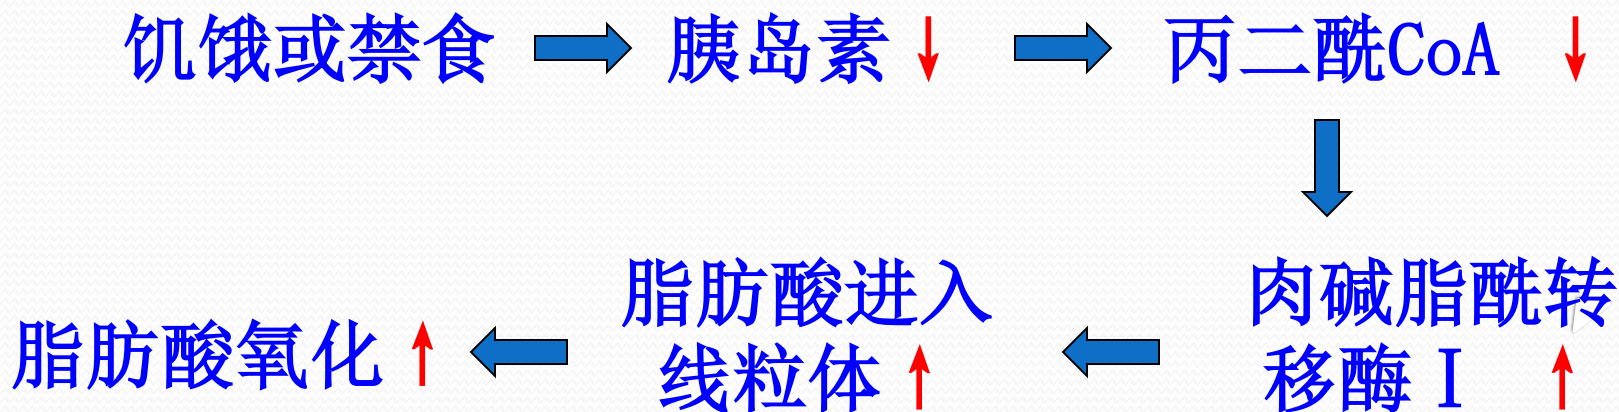 饥饿或禁食 胰岛素↓ 丙二酰CoA ↓
肉碱脂酰转
移酶Ⅰ ↑
脂肪酸进入
线粒体↑
脂肪酸氧化↑